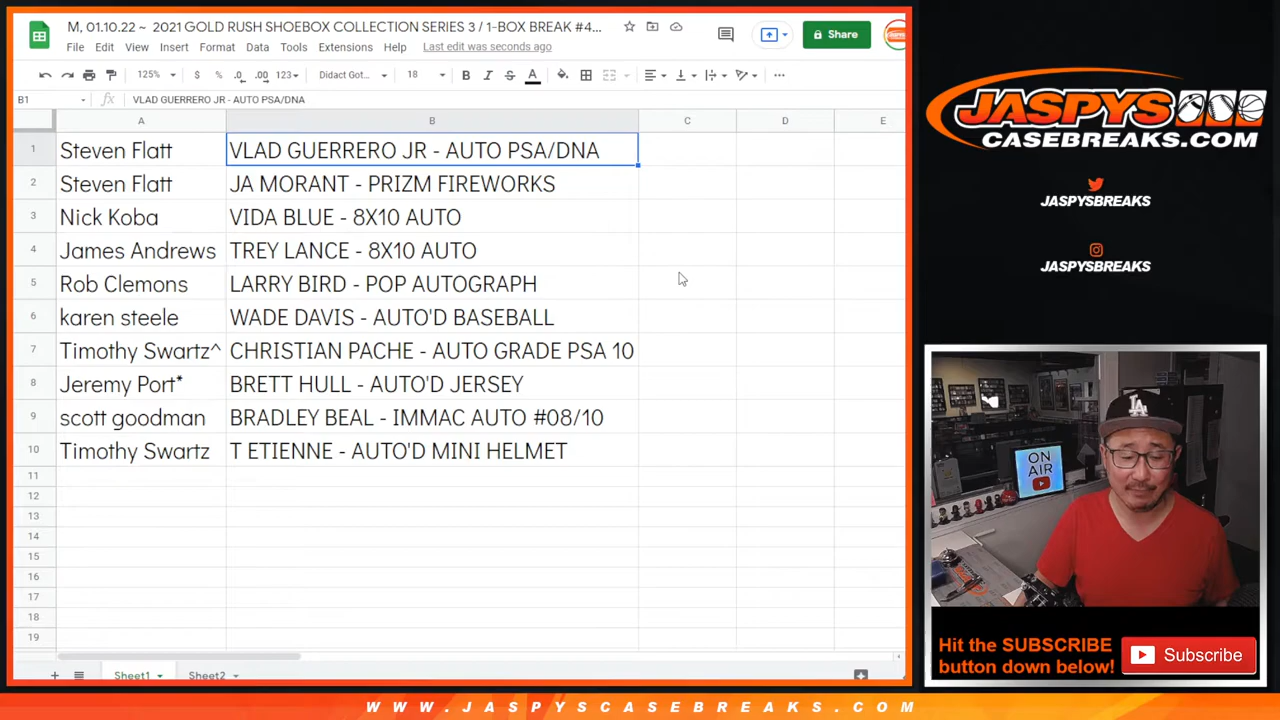 M, 01.10.22 ~ 2021 GOLD RUSH SHOEBOX COLLECTION SERIES 3 / 1-BOX BREAK #4...
File Edit View Insert Format Data Tools Extensions Help Last edit was seconds ago
Share
125% $ % .0 .00 123 Didact Got... 18 B I S A
B1 fx VLAD GUERRERO JR - AUTO PSA/DNA
A B C D E
1 Steven Flatt VLAD GUERRERO JR - AUTO PSA/DNA
2 Steven Flatt JA MORANT - PRIZM FIREWORKS
3 Nick Koba VIDA BLUE - 8X10 AUTO
4 James Andrews TREY LANCE - 8X10 AUTO
5 Rob Clemons LARRY BIRD - POP AUTOGRAPH
6 karen steele WADE DAVIS - AUTO'D BASEBALL
7 Timothy Swartz^ CHRISTIAN PACHE - AUTO GRADE PSA 10
8 Jeremy Port* BRETT HULL - AUTO'D JERSEY
9 scott goodman BRADLEY BEAL - IMMAC AUTO #08/10
10 Timothy Swartz T ETIENNE - AUTO'D MINI HELMET
11
12
13
14
15
16
17
18
19
Sheet1 Sheet2
JASPYS
CASEBREAKS.COM
JASPYSBREAKS
JASPYSBREAKS
ON
AIR
LA
Hit the SUBSCRIBE
button down below!
Subscribe
WWW.JASPYSCASEBREAKS.COM